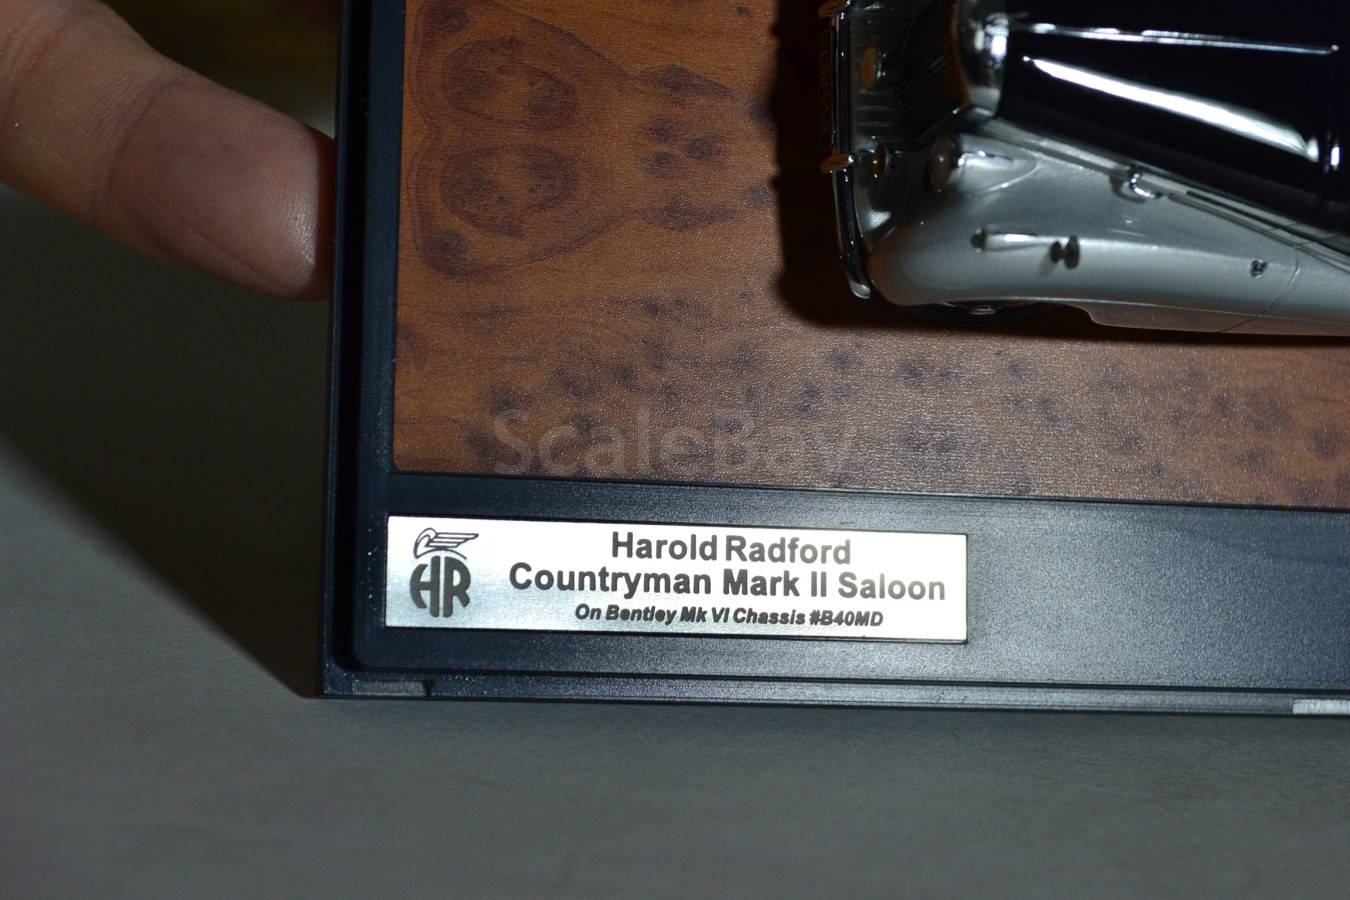 ScaleBay
HR
Harold Radford
Countryman Mark II Saloon
On Bentley Mk VI Chassis #B40MD